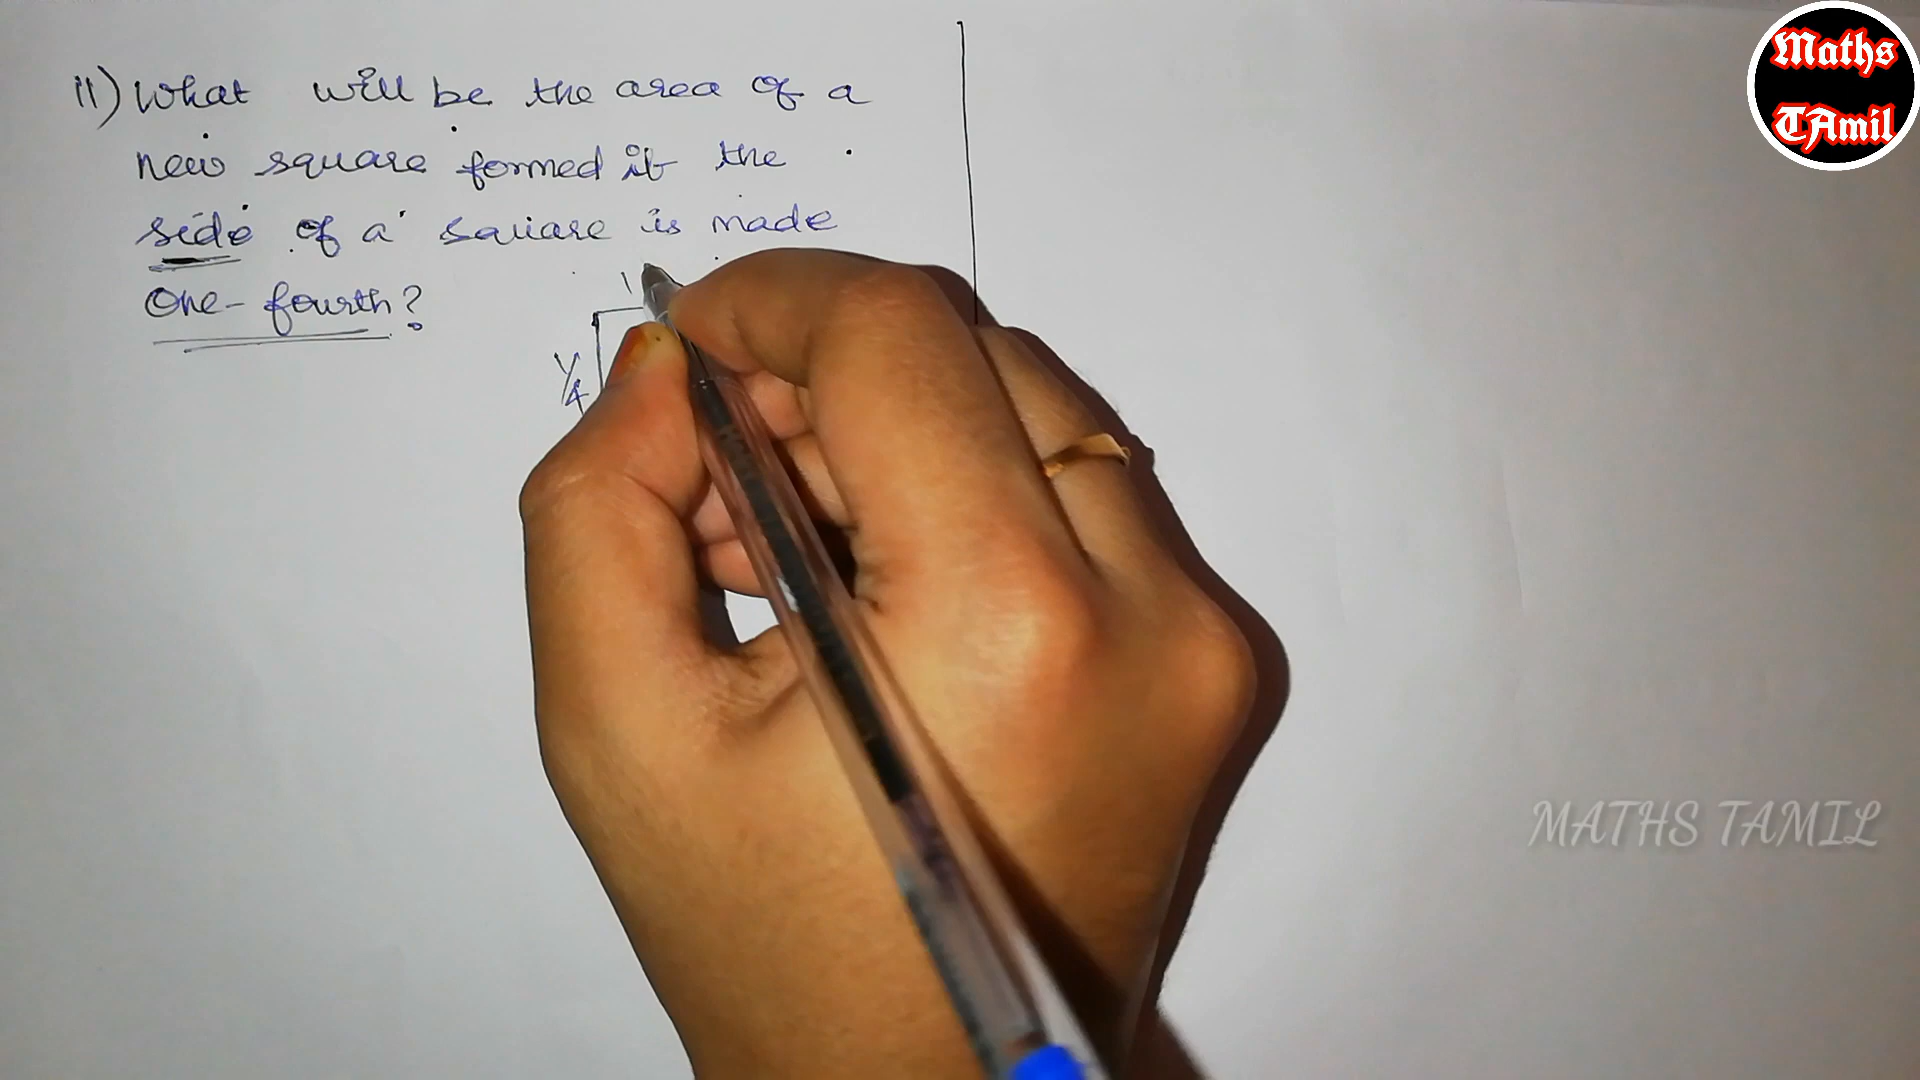 11) What will be the area of a
new square formed if the
side of a square is made
One-fourth?
1
1/4
Maths
TAmil
MATHS TAMIL